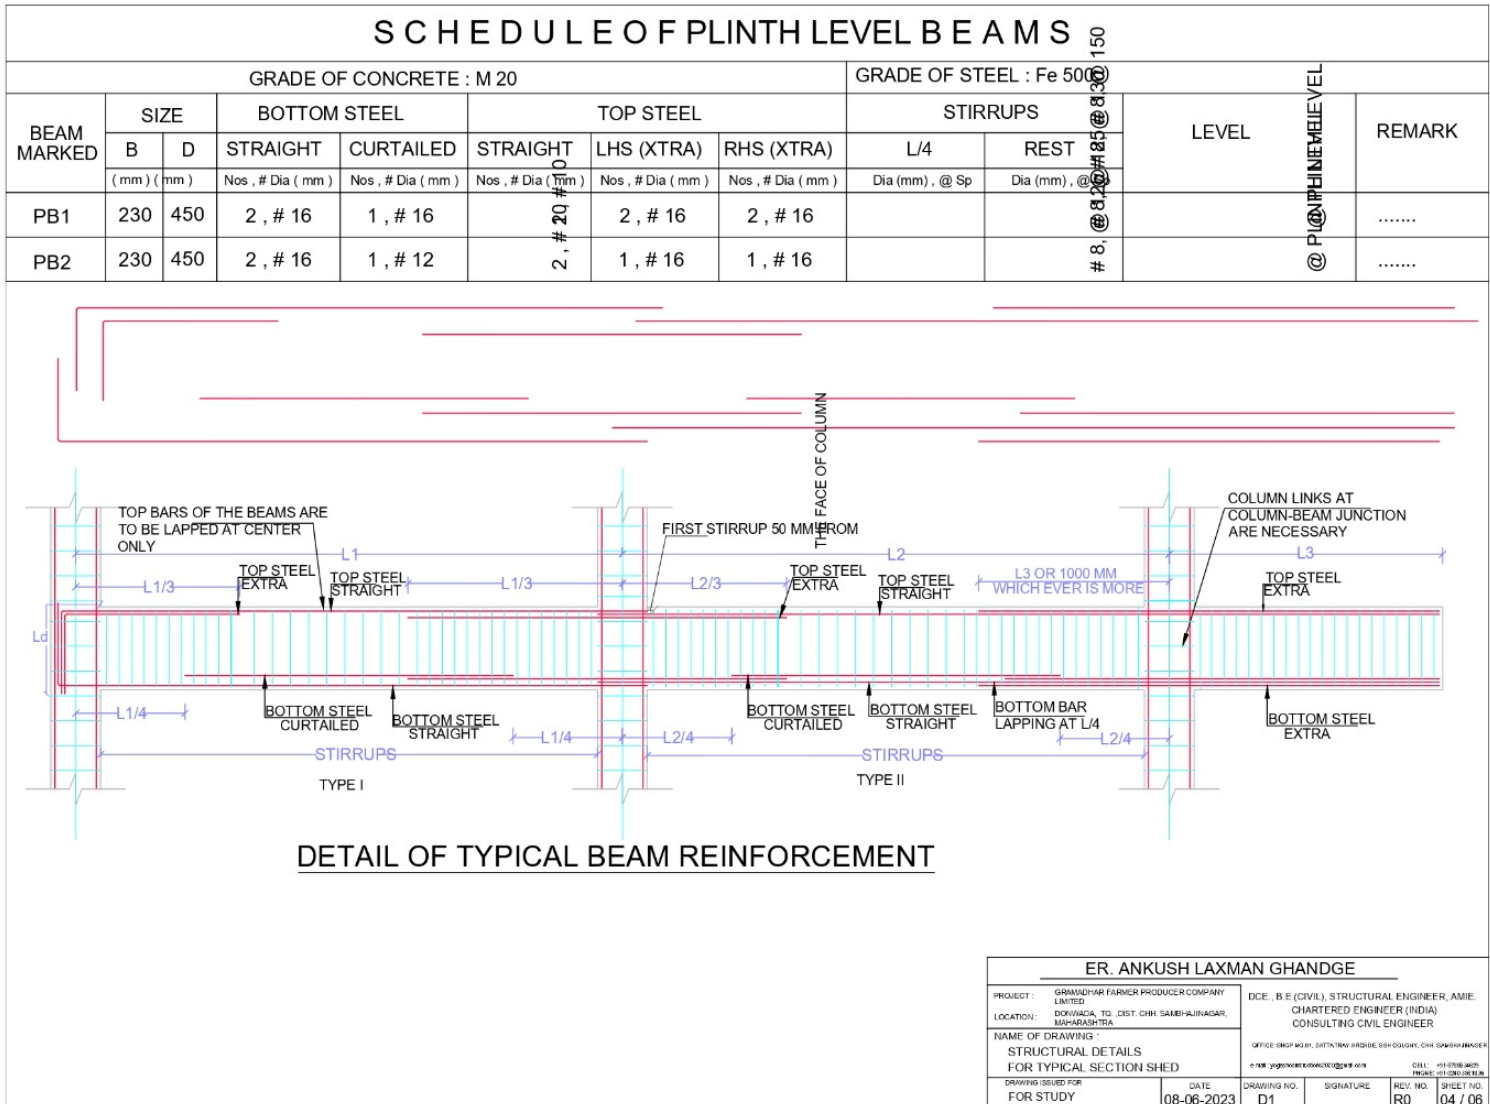 S C H E D U L E O F PLINTH LEVEL B E A M S
GRADE OF CONCRETE : M 20
GRADE OF STEEL : Fe 500
BEAM MARKED
SIZE
BOTTOM STEEL
TOP STEEL
STIRRUPS
LEVEL
REMARK
B
D
STRAIGHT
CURTAILED
STRAIGHT
LHS (XTRA)
RHS (XTRA)
L/4
REST
( mm ) ( mm )
Nos , # Dia ( mm )
Nos , # Dia ( mm )
Nos , # Dia ( mm )
Nos , # Dia ( mm )
Nos , # Dia ( mm )
Dia (mm) , @ Sp
Dia (mm) , @ Sp
PB1 230 450 2 , # 16 1 , # 16 2 , # 16 2 , # 16 .......
PB2 230 450 2 , # 16 1 , # 12 1 , # 16 1 , # 16 .......
THE FACE OF COLUMN
TOP BARS OF THE BEAMS ARE
TO BE LAPPED AT CENTER
ONLY
FIRST STIRRUP 50 MM FROM
COLUMN LINKS AT
COLUMN-BEAM JUNCTION
ARE NECESSARY
L1
L2
L3
L1/3
TOP STEEL
EXTRA
TOP STEEL
STRAIGHT
L1/3
L2/3
TOP STEEL
EXTRA
TOP STEEL
STRAIGHT
L3 OR 1000 MM
WHICH EVER IS MORE
TOP STEEL
EXTRA
Ld
L1/4
BOTTOM STEEL
CURTAILED
BOTTOM STEEL
STRAIGHT
L1/4
L2/4
BOTTOM STEEL
CURTAILED
BOTTOM STEEL
STRAIGHT
BOTTOM BAR
LAPPING AT L/4
L2/4
BOTTOM STEEL
EXTRA
STIRRUPS
STIRRUPS
TYPE I
TYPE II
DETAIL OF TYPICAL BEAM REINFORCEMENT
ER. ANKUSH LAXMAN GHANDGE
PROJECT : GRAMADHAR FARMER PRODUCER COMPANY
LIMITED
LOCATION : DONWADA, TQ. ,DIST. CHH. SAMBHAJINAGAR,
MAHARASHTRA
DCE., B.E.(CIVIL), STRUCTURAL ENGINEER, AMIE.
CHARTERED ENGINEER (INDIA)
CONSULTING CIVIL ENGINEER
NAME OF DRAWING :
STRUCTURAL DETAILS
FOR TYPICAL SECTION SHED
DRAWING ISSUED FOR
FOR STUDY
DATE
08-06-2023
DRAWING NO.
D1
SIGNATURE
REV. NO.
R0
SHEET NO.
04 / 06